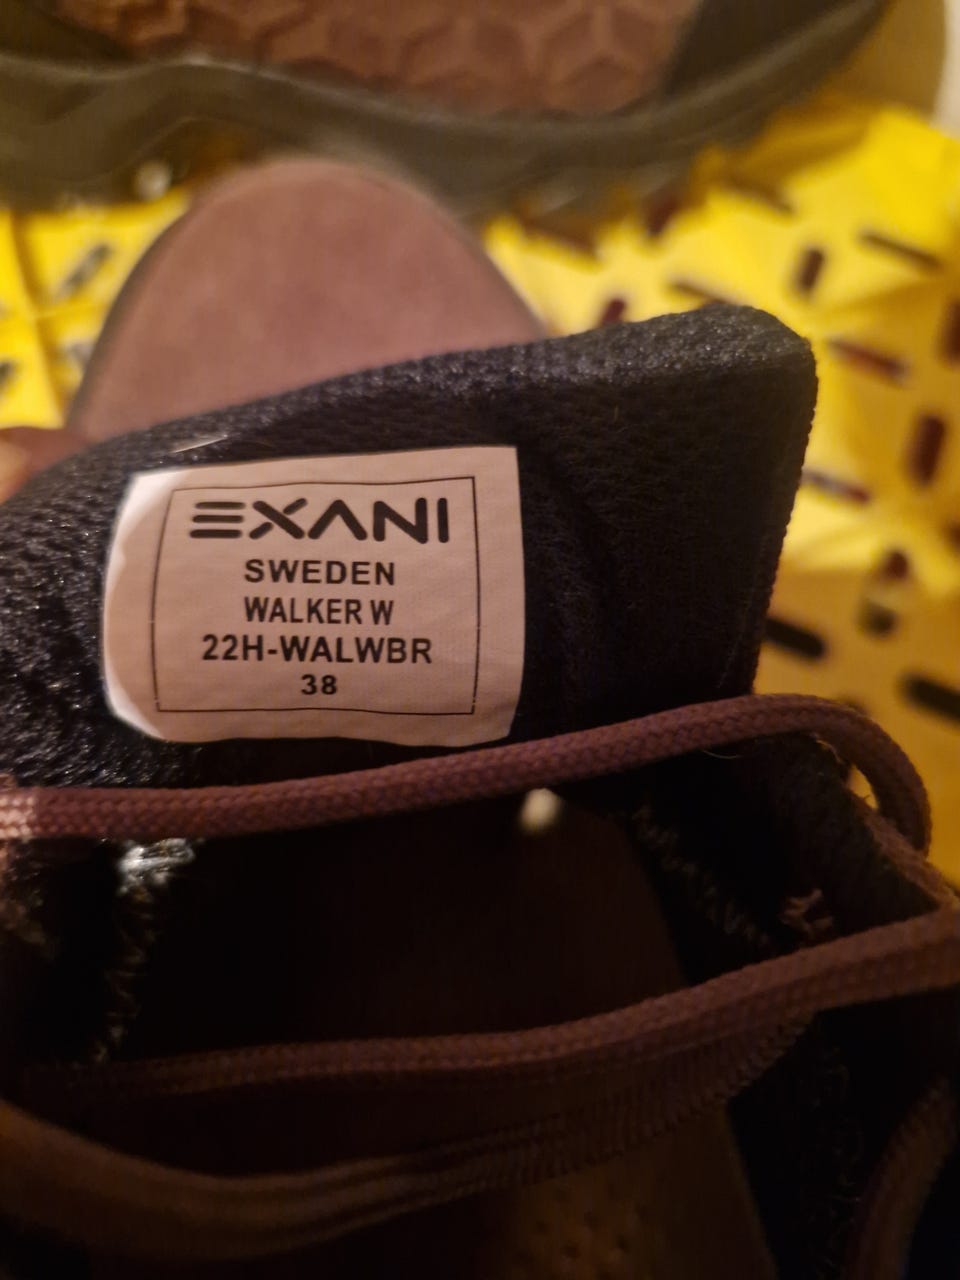 EXANI
SWEDEN
WALKER W
22H-WALWBR
38